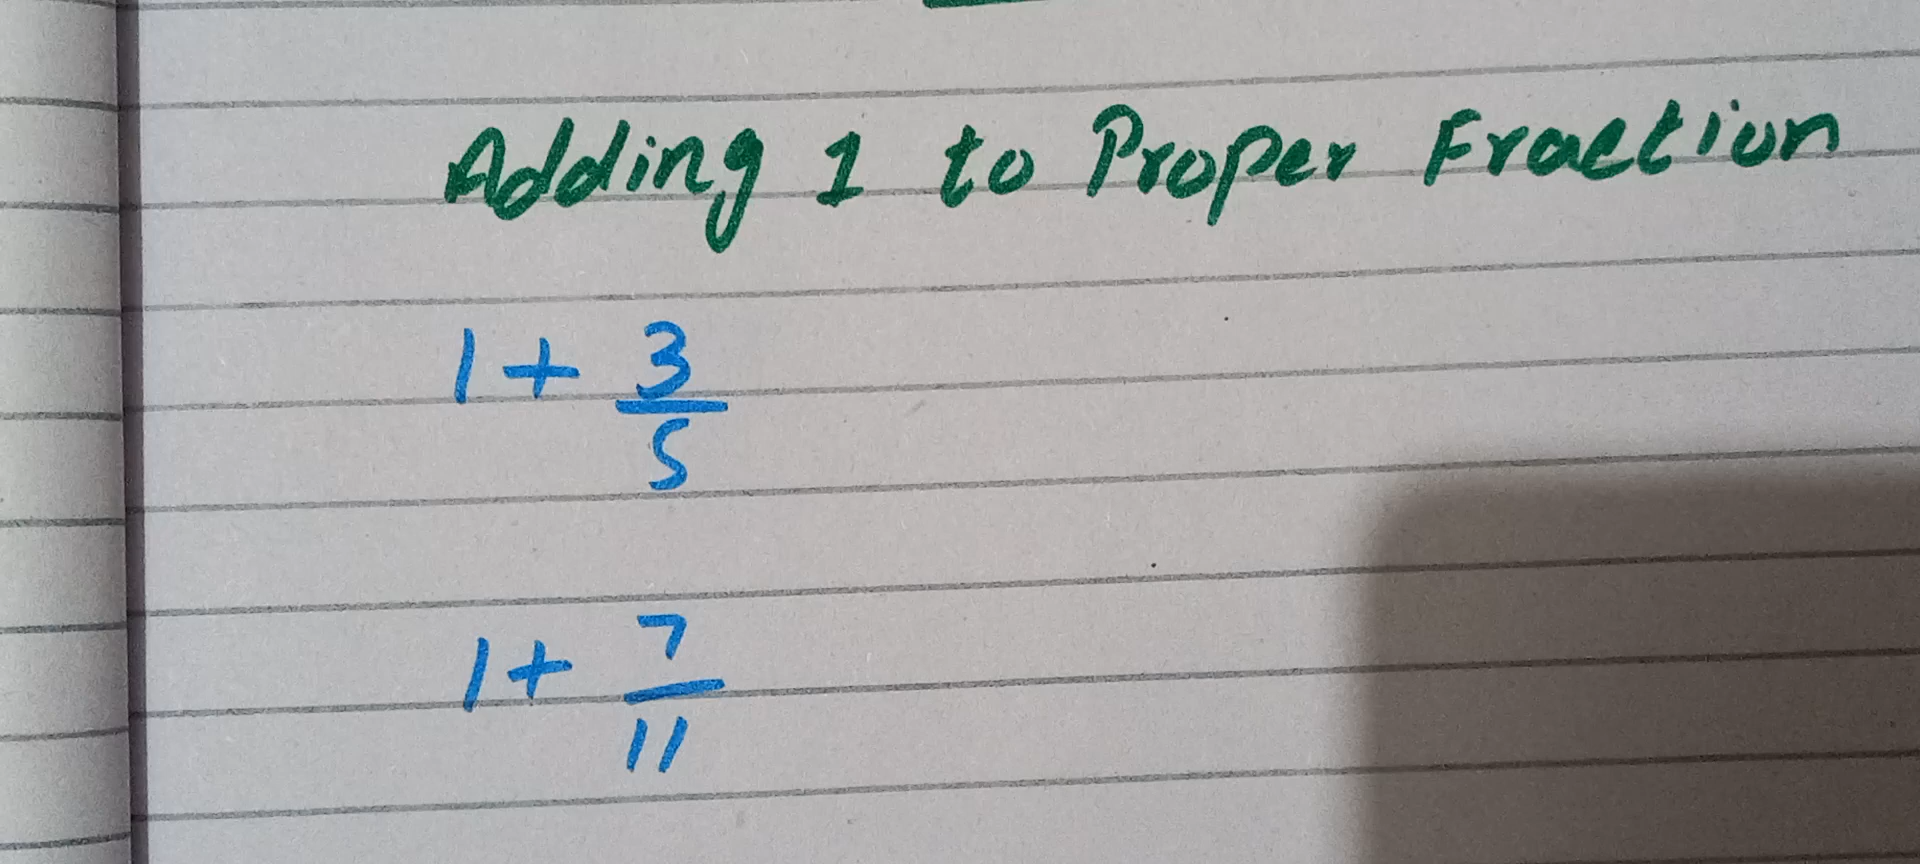 Adding 1 to Proper Fraction
1 + 3/5
1 + 7/11